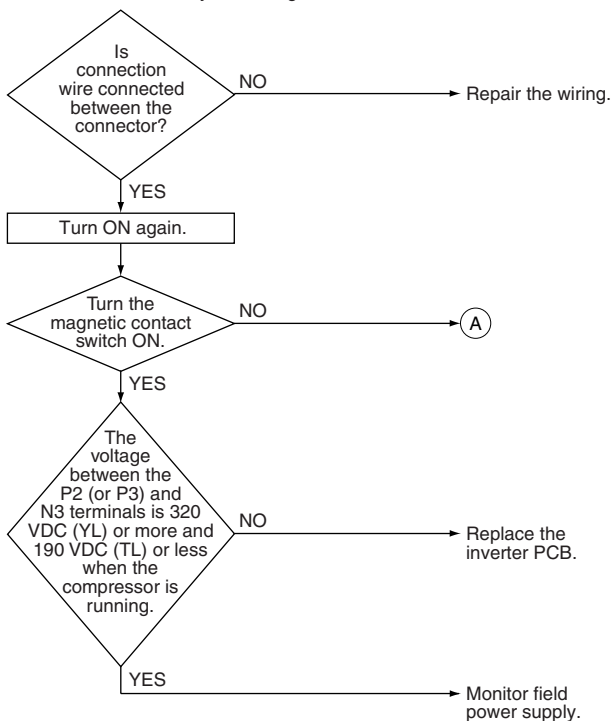 Is
connection
wire connected
between the
connector?
NO
Repair the wiring.
YES
Turn ON again.
Turn the
magnetic contact
switch ON.
NO
A
YES
The
voltage
between the
P2 (or P3) and
N3 terminals is 320
VDC (YL) or more and
190 VDC (TL) or less
when the
compressor is
running.
NO
Replace the
inverter PCB.
YES
Monitor field
power supply.